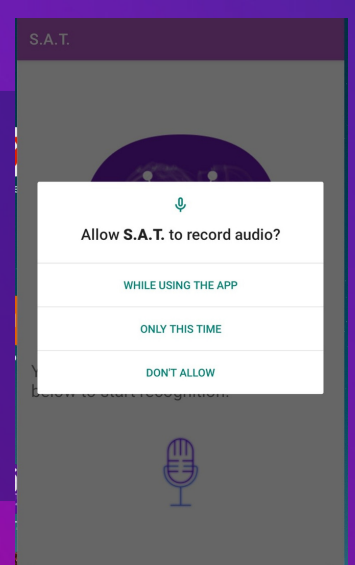 S.A.T.
Allow S.A.T. to record audio?
WHILE USING THE APP
ONLY THIS TIME
DON'T ALLOW
below to start recognition.